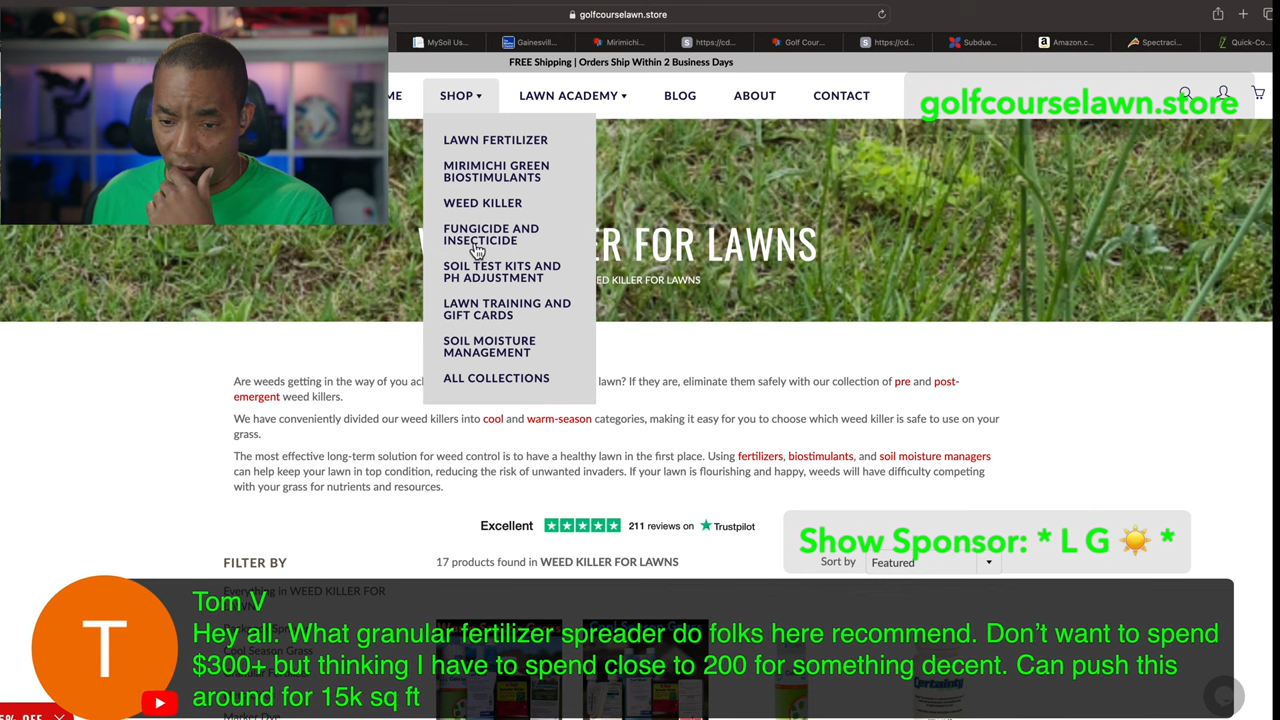 golfcourselawn.store
MySoil Us...
Gainesvill...
Mirimichi...
https://cd...
Golf Cour...
https://cd...
Subdue...
Amazon.c...
Spectraci...
Quick-Co...
FREE Shipping | Orders Ship Within 2 Business Days
ME
SHOP
LAWN ACADEMY
BLOG
ABOUT
CONTACT
golfcourselawn.store
LAWN FERTILIZER
MIRIMICHI GREEN
BIOSTIMULANTS
WEED KILLER
FUNGICIDE AND
INSECTICIDE
SOIL TEST KITS AND
PH ADJUSTMENT
LAWN TRAINING AND
GIFT CARDS
SOIL MOISTURE
MANAGEMENT
ALL COLLECTIONS
ER FOR LAWNS
EED KILLER FOR LAWNS
Are weeds getting in the way of you lawn? If they are, eliminate them safely with our collection of pre and post-
emergent weed killers.
We have conveniently divided our weed killers into cool and warm-season categories, making it easy for you to choose which weed killer is safe to use on your
grass.
The most effective long-term solution for weed control is to have a healthy lawn in the first place. Using fertilizers, biostimulants, and soil moisture managers
can help keep your lawn in top condition, reducing the risk of unwanted invaders. If your lawn is flourishing and happy, weeds will have difficulty competing
with your grass for nutrients and resources.
Excellent 211 reviews on Trustpilot
Show Sponsor: * L G ☀️ *
FILTER BY
17 products found in WEED KILLER FOR LAWNS
Sort by Featured
Everything in WEED KILLER FOR
Cool Season Grass
T
Tom V
Hey all. What granular fertilizer spreader do folks here recommend. Don't want to spend
$300+ but thinking I have to spend close to 200 for something decent. Can push this
around for 15k sq ft
Certainty
Marker Dye
5% OFF